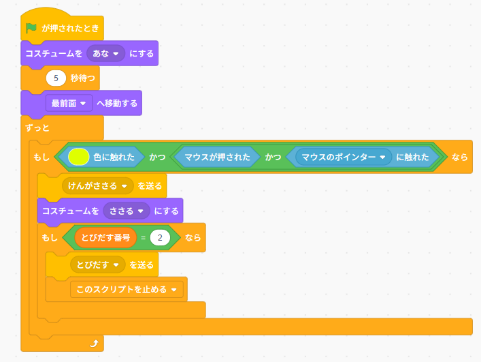 が押されたとき
コスチュームを あな にする
5 秒待つ
最前面 へ移動する
ずっと
もし 色に触れた かつ マウスが押された かつ マウスのポインター に触れた なら
けんがささる を送る
コスチュームを ささる にする
もし とびだす番号 = 2 なら
とびだす を送る
このスクリプトを止める